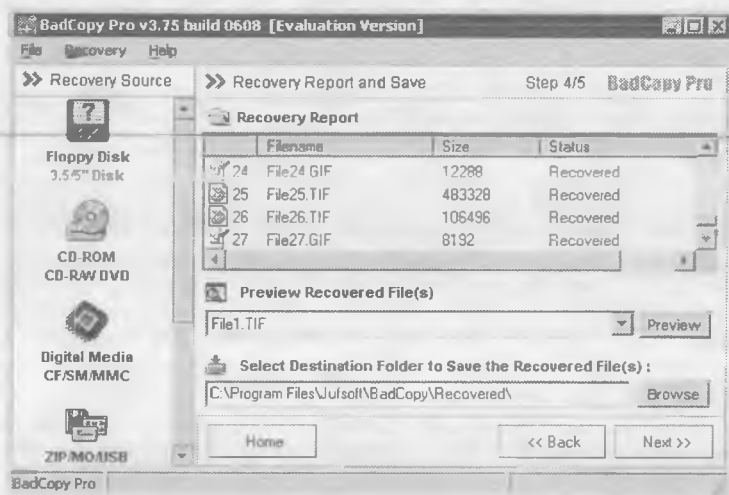 BadCopy Pro v3.75 build 0608 [Evaluation Version]
File Recovery Help
Recovery Source
Floppy Disk
3.5/5" Disk
CD-ROM
CD-R/W DVD
Digital Media
CF/SM/MMC
ZIP/MO/USB
Recovery Report and Save Step 4/5 BadCopy Pro
Recovery Report
Filename Size Status
24 File24.GIF 12288 Recovered
25 File25.TIF 483328 Recovered
26 File26.TIF 106496 Recovered
27 File27.GIF 8192 Recovered
Preview Recovered File(s)
File1.TIF Preview
Select Destination Folder to Save the Recovered File(s) :
C:\Program Files\Jufsoft\BadCopy\Recovered\ Browse
Home << Back Next >>
BadCopy Pro